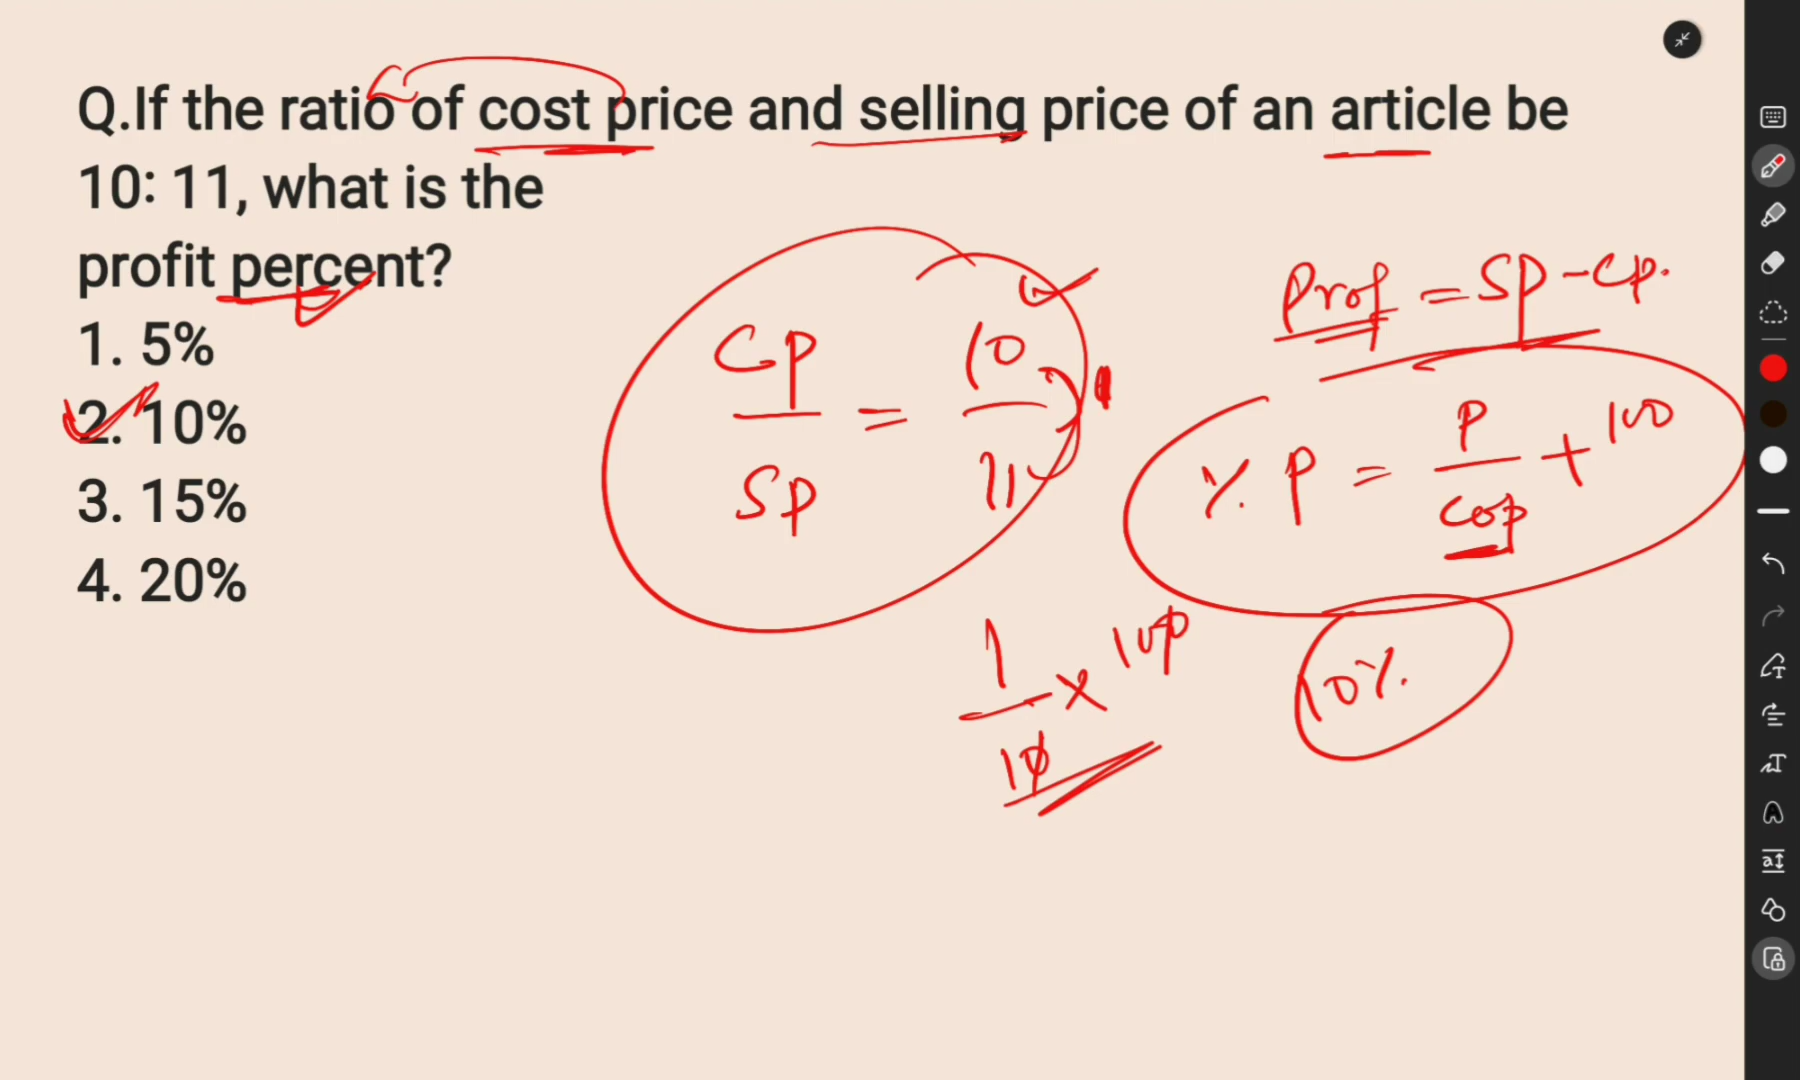 Q.If the ratio of cost price and selling price of an article be
10: 11, what is the
profit percent?
1. 5%
2. 10%
3. 15%
4. 20%
CP/SP = 10/11
1
Prof = SP - CP.
% P = P/COP + 100
1/10 × 100
10%